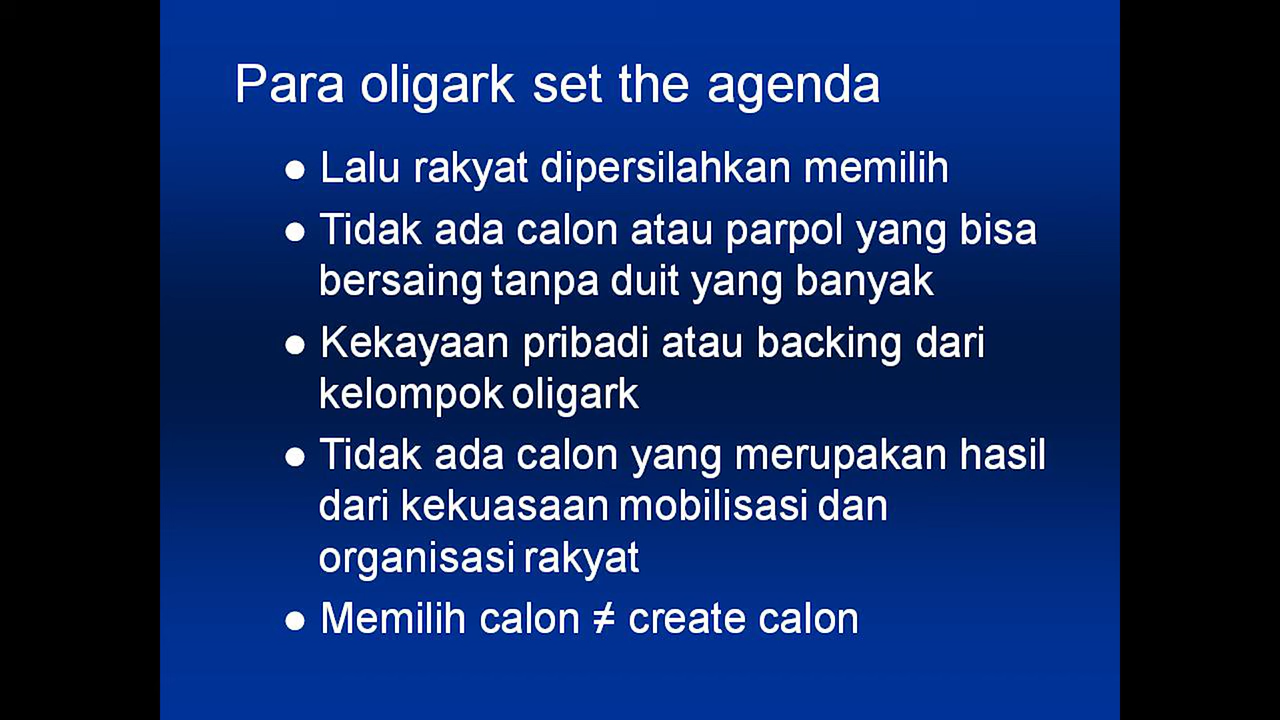 Para oligark set the agenda
● Lalu rakyat dipersilahkan memilih
● Tidak ada calon atau parpol yang bisa
bersaing tanpa duit yang banyak
● Kekayaan pribadi atau backing dari
kelompok oligark
● Tidak ada calon yang merupakan hasil
dari kekuasaan mobilisasi dan
organisasi rakyat
● Memilih calon ≠ create calon